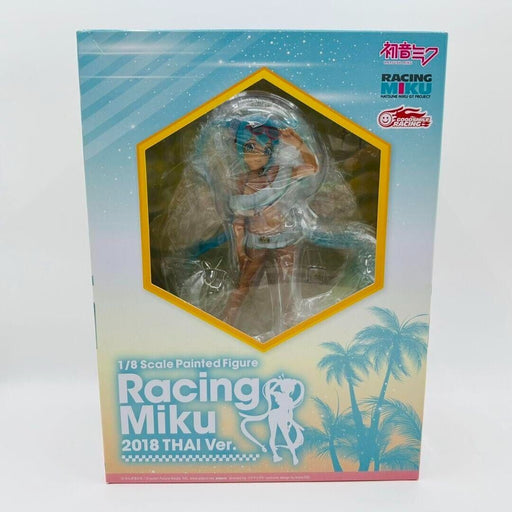 初音ミク
HATSUNE MIKU
RACING
MIKU
HATSUNE MIKU GT PROJECT
GOODSMILE
RACING
1/8 Scale Painted Figure
Racing
Miku
2018 THAI Ver.